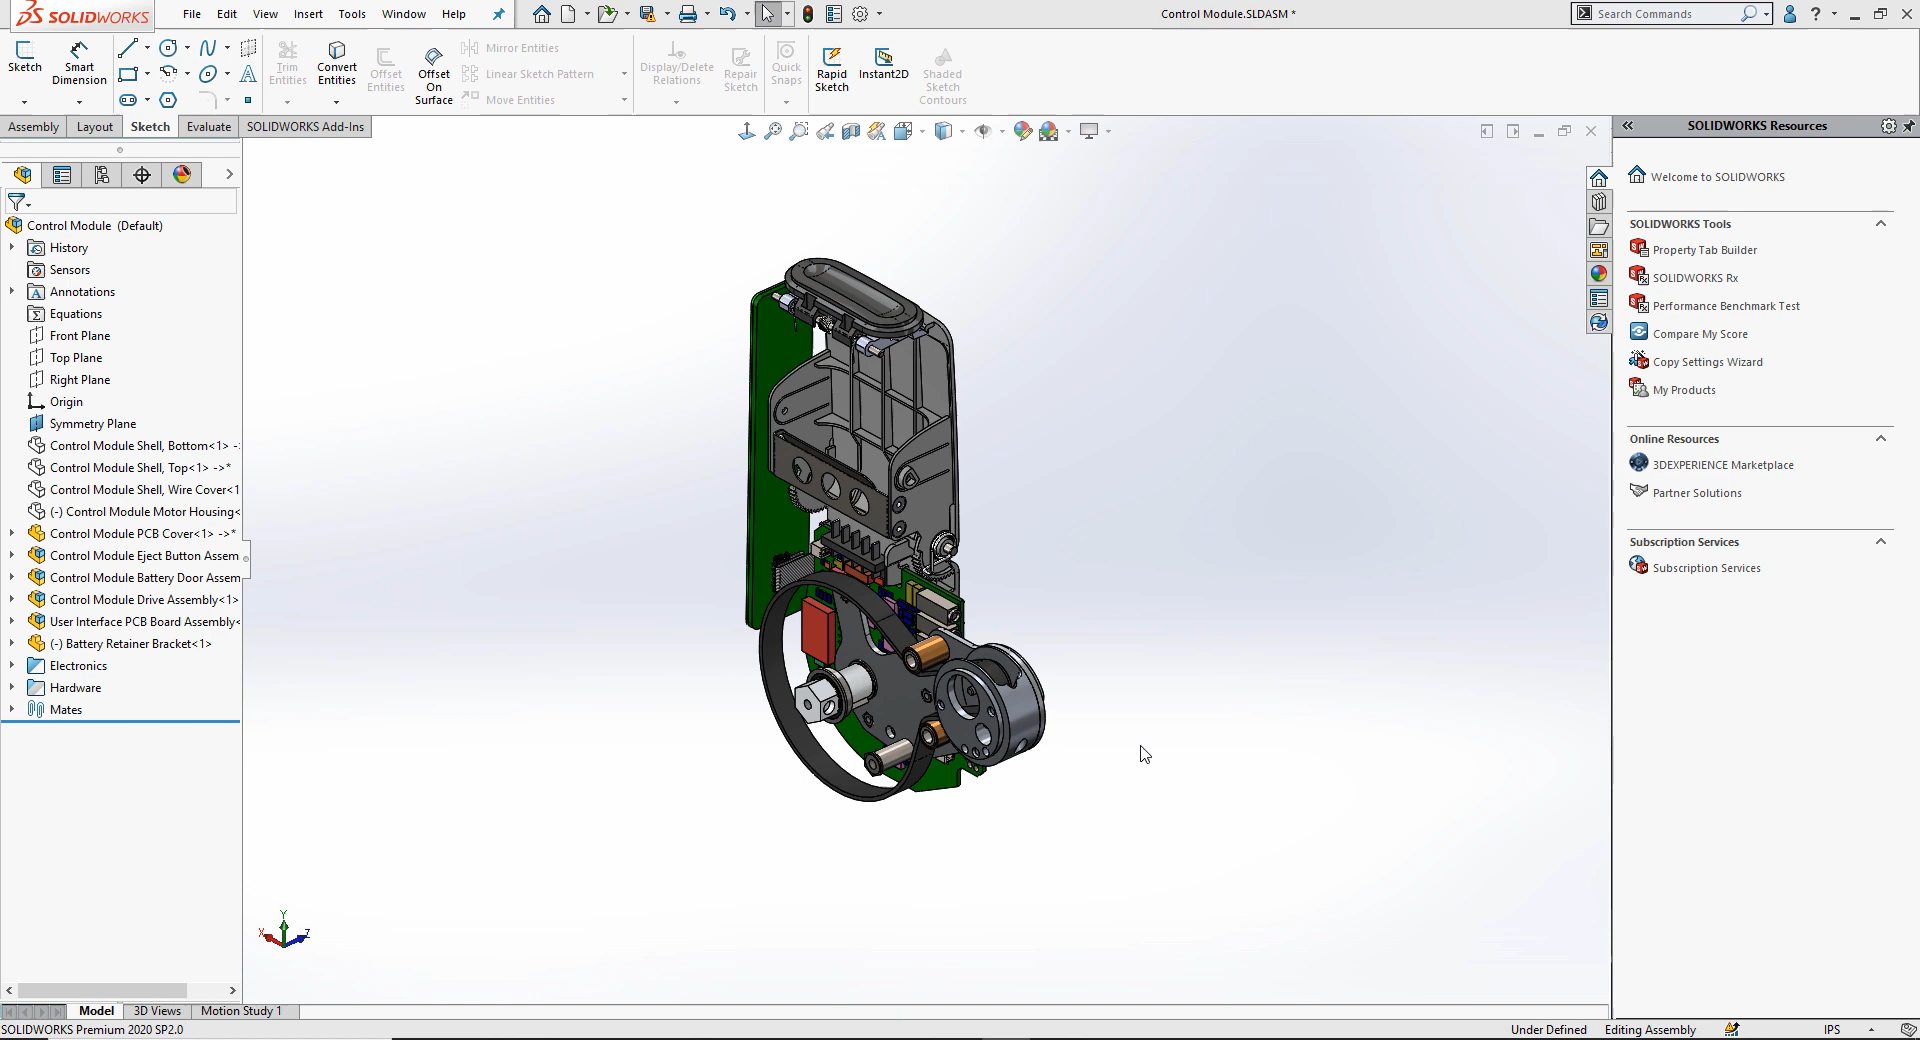 SOLIDWORKS
File Edit View Insert Tools Window Help
Control Module.SLDASM *
Search Commands
Sketch
Smart
Dimension
Trim
Entities
Convert
Entities
Offset
Entities
Offset
On
Surface
Mirror Entities
Linear Sketch Pattern
Move Entities
Display/Delete
Relations
Repair
Sketch
Quick
Snaps
Rapid
Sketch
Instant2D
Shaded
Sketch
Contours
Assembly Layout Sketch Evaluate SOLIDWORKS Add-Ins
Control Module (Default)
History
Sensors
Annotations
Equations
Front Plane
Top Plane
Right Plane
Origin
Symmetry Plane
Control Module Shell, Bottom<1> ->
Control Module Shell, Top<1> ->*
Control Module Shell, Wire Cover<1
(-) Control Module Motor Housing<
Control Module PCB Cover<1> ->*
Control Module Eject Button Assem
Control Module Battery Door Assem
Control Module Drive Assembly<1>
User Interface PCB Board Assembly<
(-) Battery Retainer Bracket<1>
Electronics
Hardware
Mates
Y
X
Z
SOLIDWORKS Resources
Welcome to SOLIDWORKS
SOLIDWORKS Tools
Property Tab Builder
SOLIDWORKS Rx
Performance Benchmark Test
Compare My Score
Copy Settings Wizard
My Products
Online Resources
3DEXPERIENCE Marketplace
Partner Solutions
Subscription Services
Subscription Services
Model 3D Views Motion Study 1
SOLIDWORKS Premium 2020 SP2.0
Under Defined Editing Assembly IPS